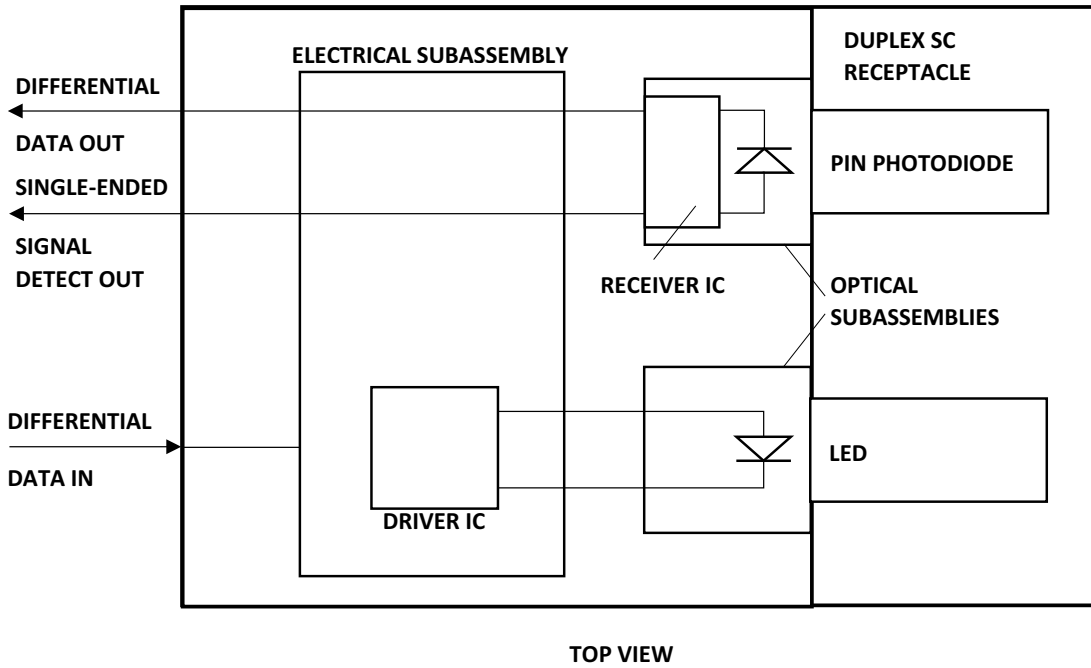 ELECTRICAL SUBASSEMBLY
DUPLEX SC
RECEPTACLE
DIFFERENTIAL
DATA OUT
SINGLE-ENDED
SIGNAL
DETECT OUT
PIN PHOTODIODE
RECEIVER IC
OPTICAL
SUBASSEMBLIES
DIFFERENTIAL
DATA IN
DRIVER IC
LED
TOP VIEW